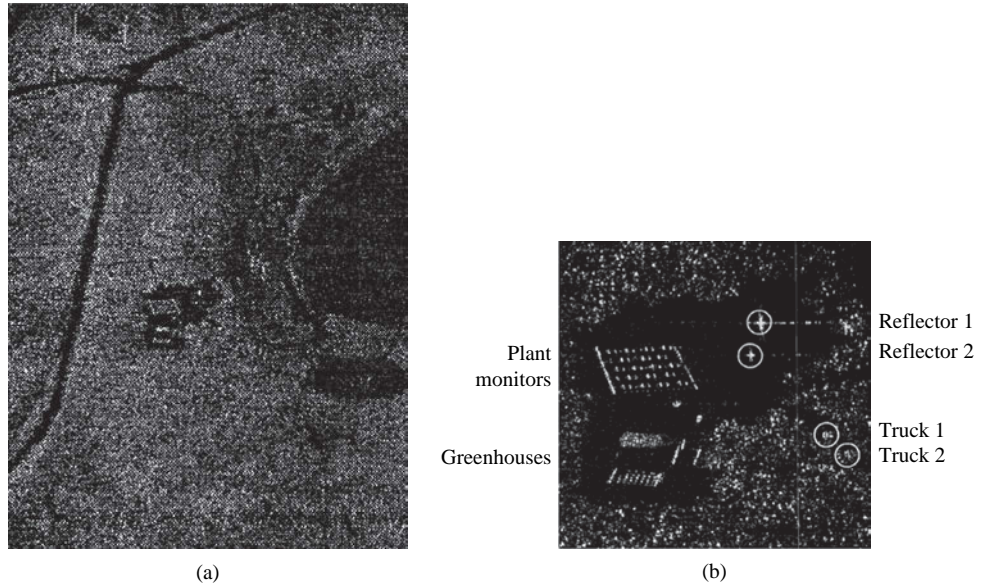 Reflector 1
Reflector 2
Plant
monitors
Truck 1
Truck 2
Greenhouses
(a)
(b)